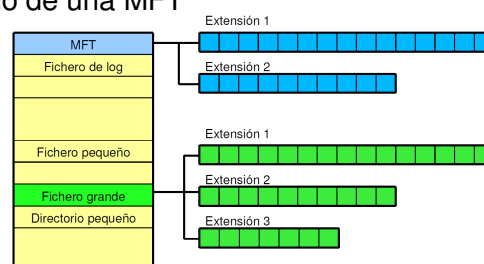 o de una MFT
Extensión 1
MFT
Fichero de log
Extensión 2
Extensión 1
Fichero pequeño
Extensión 2
Fichero grande
Directorio pequeño
Extensión 3